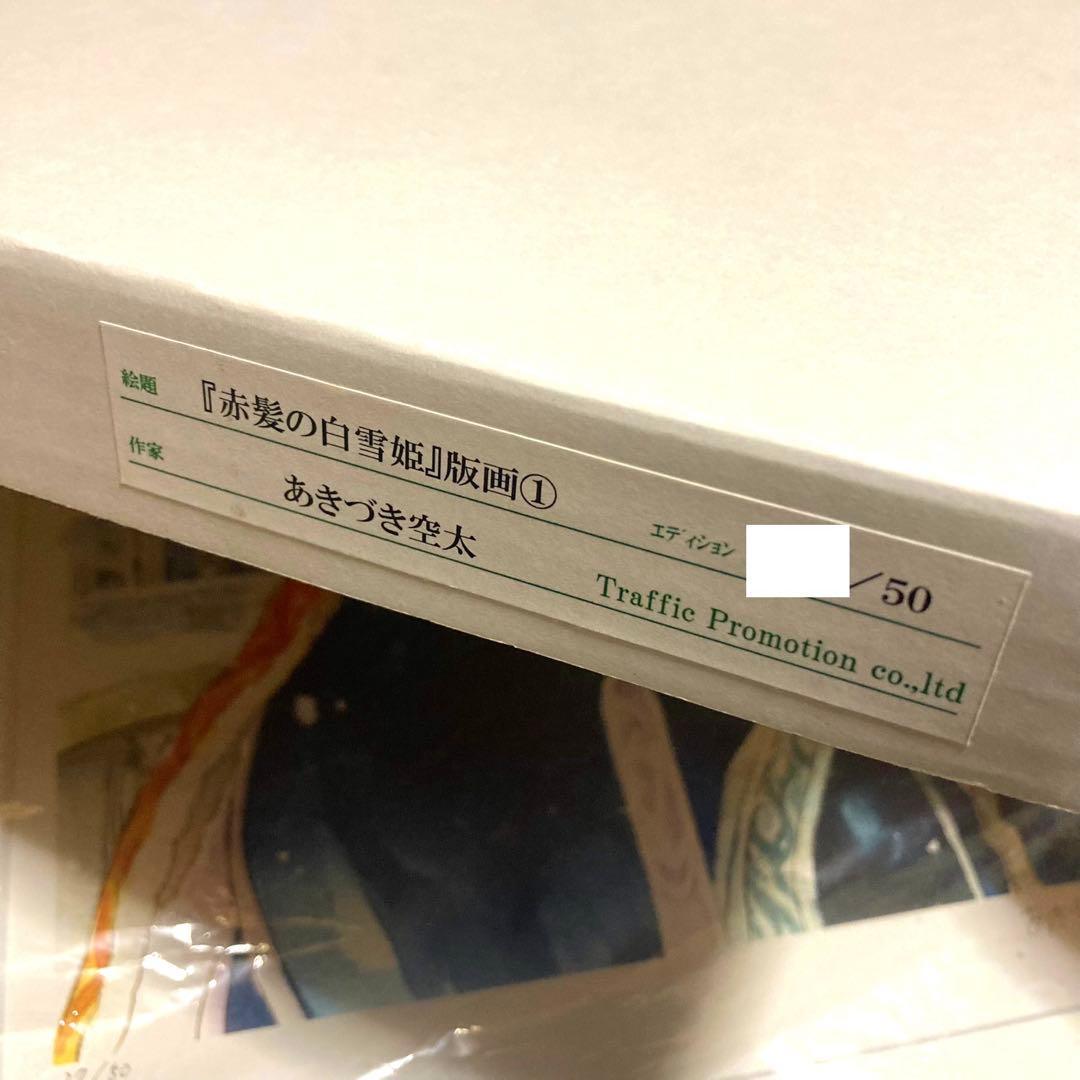 絵題 『赤髪の白雪姫』版画①
作家 あきづき空太
エディション /50
Traffic Promotion co.,ltd
/50